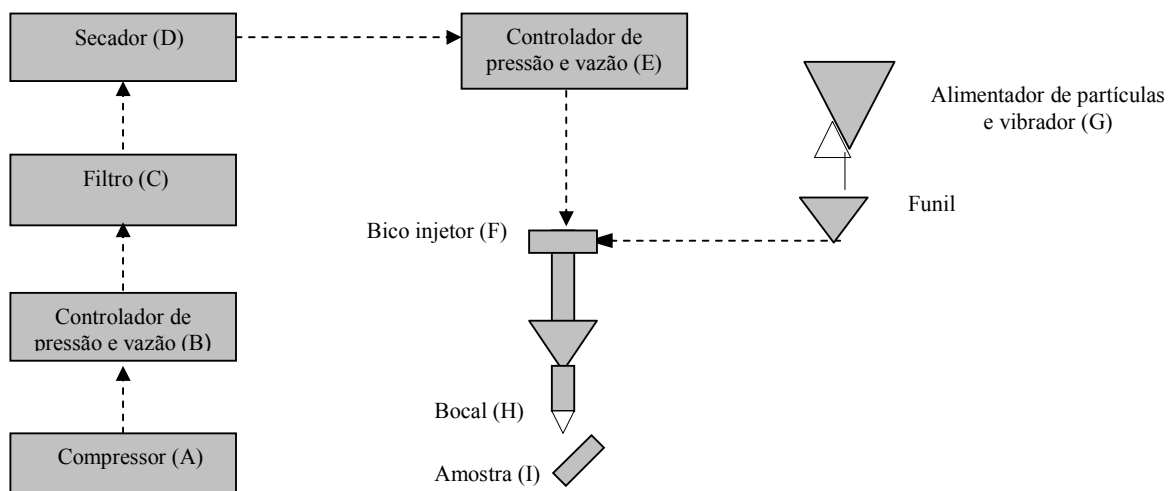 Secador (D)
Controlador de
pressão e vazão (E)
Alimentador de partículas
e vibrador (G)
Filtro (C)
Funil
Bico injetor (F)
Controlador de
pressão e vazão (B)
Bocal (H)
Compressor (A)
Amostra (I)